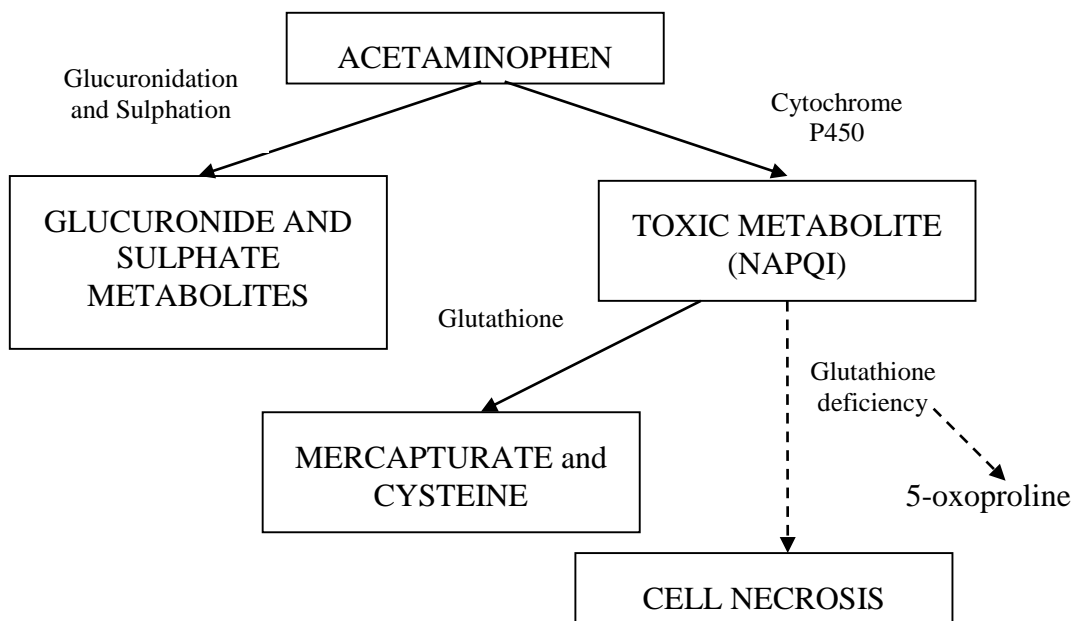 ACETAMINOPHEN
Glucuronidation
and Sulphation
Cytochrome
P450
GLUCURONIDE AND
SULPHATE
METABOLITES
TOXIC METABOLITE
(NAPQI)
Glutathione
Glutathione
deficiency
MERCAPTURATE and
CYSTEINE
5-oxoproline
CELL NECROSIS